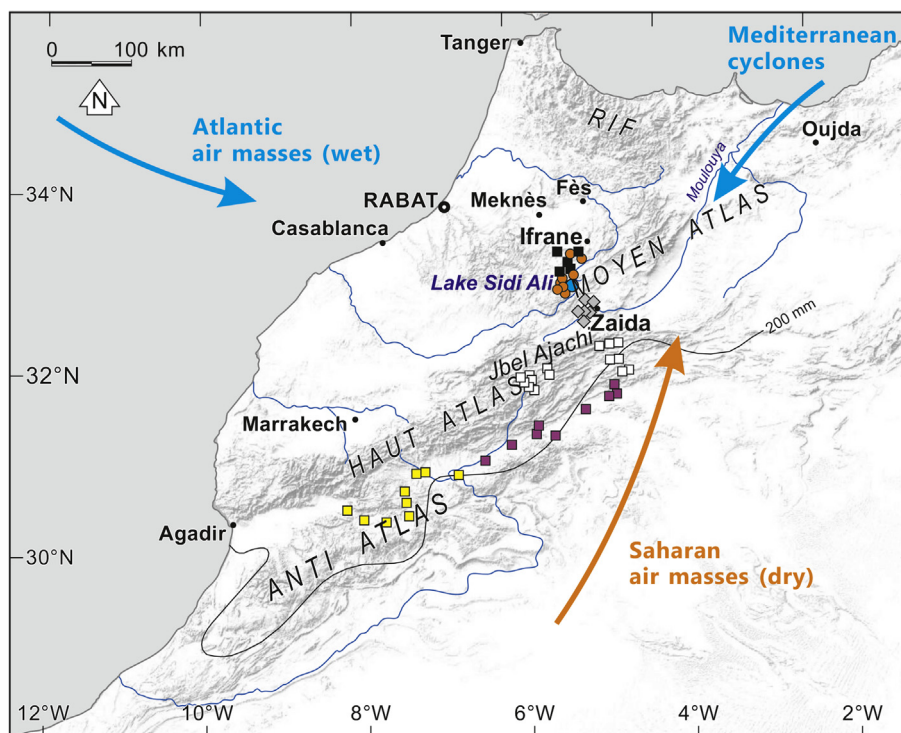 Tanger
Mediterranean
cyclones
0 100 km
N
Atlantic
air masses (wet)
RIF
Oujda
Moulouya
34°N
RABAT
Meknès
Fès
Casablanca
Ifrane
MOYEN ATLAS
Lake Sidi Ali
Zaida
200 mm
Jbel Ajachi
32°N
HAUT ATLAS
Marrakech
Agadir
30°N
ANTI ATLAS
Saharan
air masses (dry)
12°W 10°W 8°W 6°W 4°W 2°W